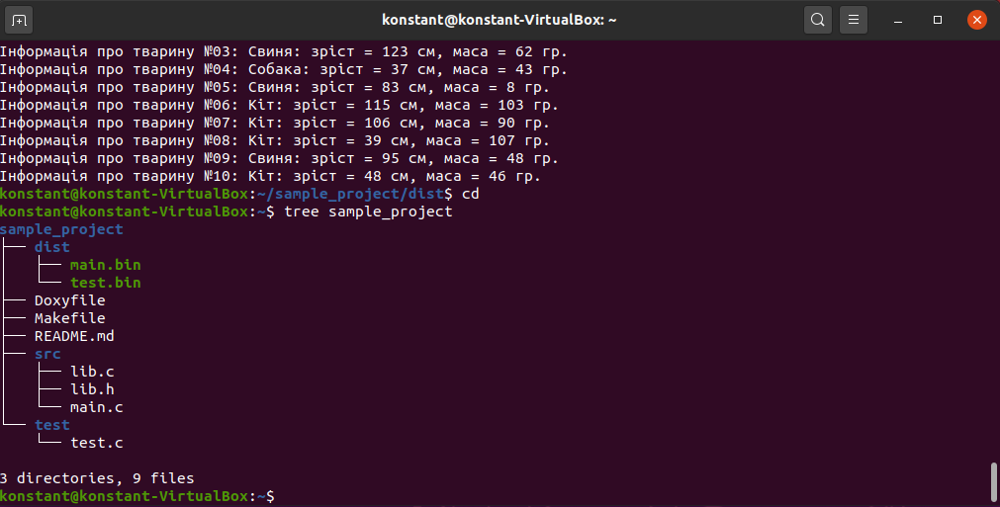 konstant@konstant-VirtualBox: ~
Інформація про тварину №03: Свиня: зріст = 123 см, маса = 62 гр.
Інформація про тварину №04: Собака: зріст = 37 см, маса = 43 гр.
Інформація про тварину №05: Свиня: зріст = 83 см, маса = 8 гр.
Інформація про тварину №06: Кіт: зріст = 115 см, маса = 103 гр.
Інформація про тварину №07: Кіт: зріст = 106 см, маса = 90 гр.
Інформація про тварину №08: Кіт: зріст = 39 см, маса = 107 гр.
Інформація про тварину №09: Свиня: зріст = 95 см, маса = 48 гр.
Інформація про тварину №10: Кіт: зріст = 48 см, маса = 46 гр.
konstant@konstant-VirtualBox:~/sample_project/dist$ cd
konstant@konstant-VirtualBox:~$ tree sample_project
sample_project
├── dist
│   ├── main.bin
│   └── test.bin
├── Doxyfile
├── Makefile
├── README.md
├── src
│   ├── lib.c
│   ├── lib.h
│   └── main.c
└── test
    └── test.c
3 directories, 9 files
konstant@konstant-VirtualBox:~$